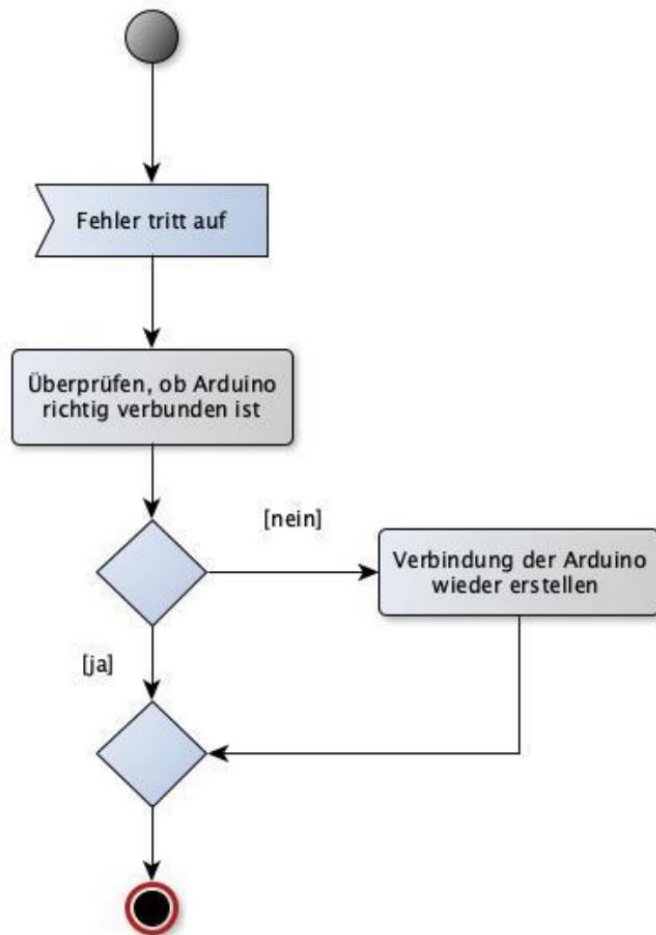 Fehler tritt auf
Überprüfen, ob Arduino
richtig verbunden ist
[nein]
Verbindung der Arduino
wieder erstellen
[ja]